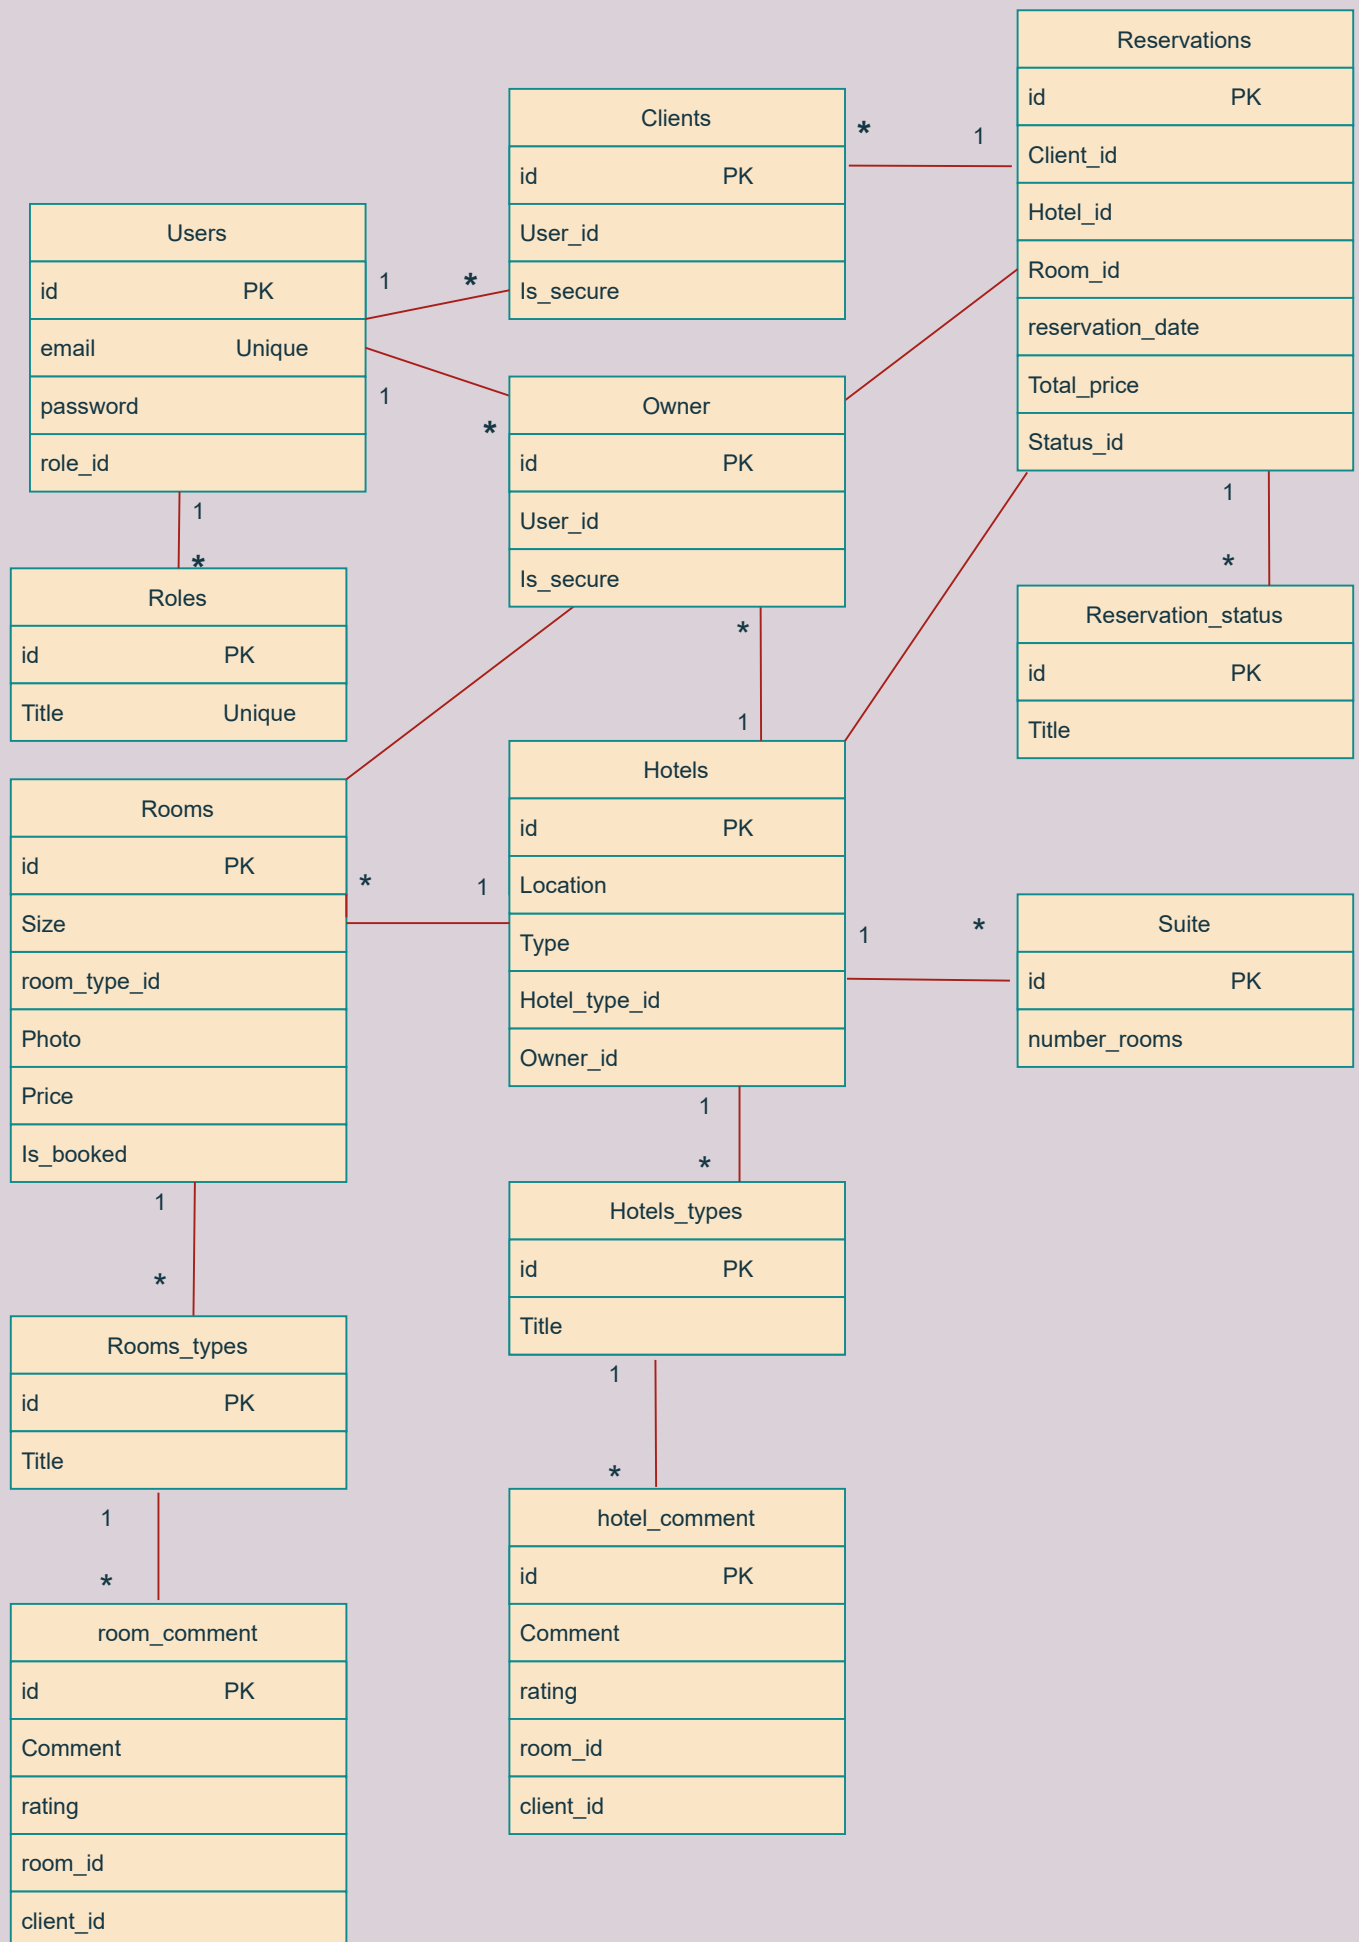 Reservations
id PK
Client_id
Hotel_id
Room_id
reservation_date
Total_price
Status_id
Clients
id PK
User_id
Is_secure
* 1
Users
id PK
email Unique
password
role_id
1 *
1
*
Owner
id PK
User_id
Is_secure
1
*
Roles
id PK
Title Unique
1
*
Reservation_status
id PK
Title
*
1
Rooms
id PK
Size
room_type_id
Photo
Price
Is_booked
* 1
Hotels
id PK
Location
Type
Hotel_type_id
Owner_id
1 *
Suite
id PK
number_rooms
1
*
Hotels_types
id PK
Title
1
*
Rooms_types
id PK
Title
1
*
hotel_comment
id PK
Comment
rating
room_id
client_id
1
*
room_comment
id PK
Comment
rating
room_id
client_id